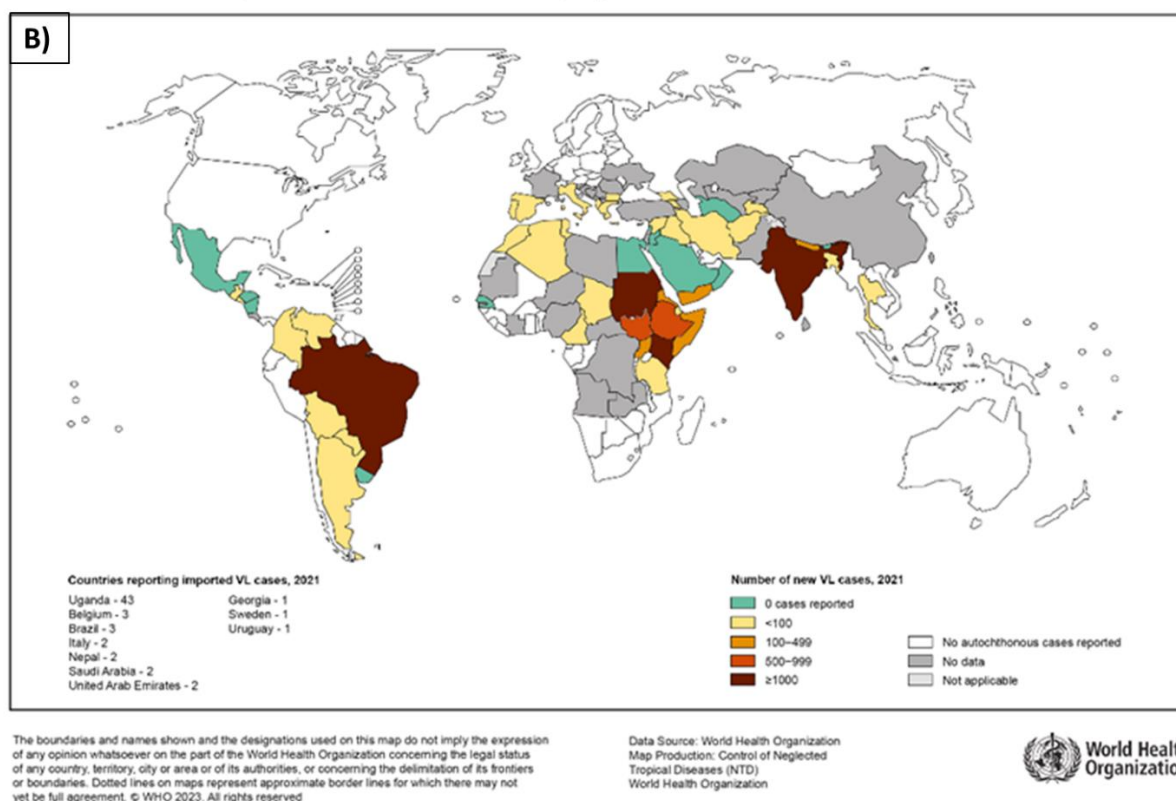 B)
Countries reporting imported VL cases, 2021
Uganda - 43
Belgium - 3
Brazil - 3
Italy - 2
Nepal - 2
Saudi Arabia - 2
United Arab Emirates - 2
Georgia - 1
Sweden - 1
Uruguay - 1
Number of new VL cases, 2021
0 cases reported
<100
100–499
500–999
≥1000
No autochthonous cases reported
No data
Not applicable
The boundaries and names shown and the designations used on this map do not imply the expression
of any opinion whatsoever on the part of the World Health Organization concerning the legal status
of any country, territory, city or area or of its authorities, or concerning the delimitation of its frontiers
or boundaries. Dotted lines on maps represent approximate border lines for which there may not
yet be full agreement. © WHO 2023. All rights reserved
Data Source: World Health Organization
Map Production: Control of Neglected
Tropical Diseases (NTD)
World Health Organization
World Healt
Organizatio